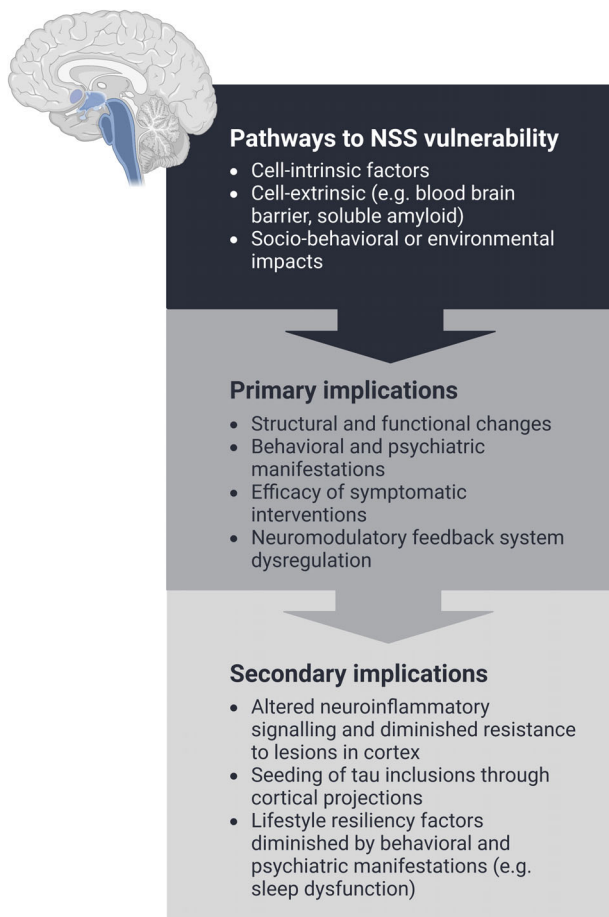 Pathways to NSS vulnerability
• Cell-intrinsic factors
• Cell-extrinsic (e.g. blood brain
barrier, soluble amyloid)
• Socio-behavioral or environmental
impacts
Primary implications
• Structural and functional changes
• Behavioral and psychiatric
manifestations
• Efficacy of symptomatic
interventions
• Neuromodulatory feedback system
dysregulation
Secondary implications
• Altered neuroinflammatory
signalling and diminished resistance
to lesions in cortex
• Seeding of tau inclusions through
cortical projections
• Lifestyle resiliency factors
diminished by behavioral and
psychiatric manifestations (e.g.
sleep dysfunction)